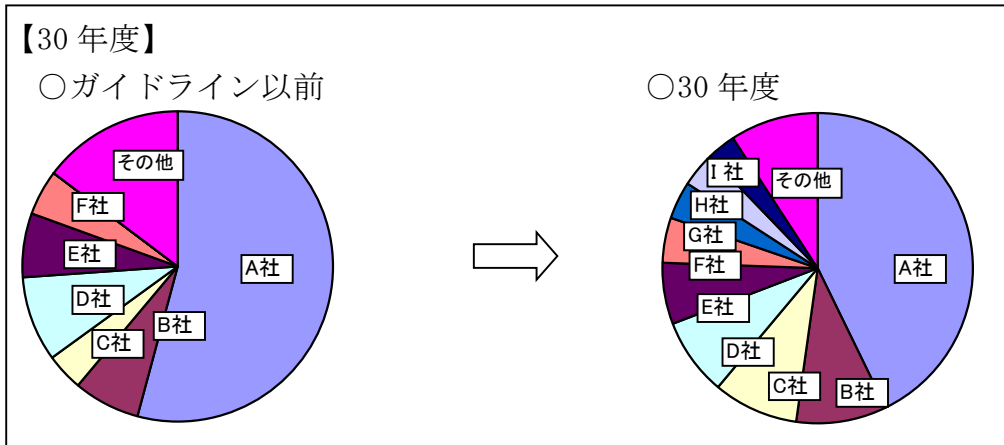 【30 年度】
○ガイドライン以前
○30 年度
その他
F社
E社
D社
C社
B社
A社
I 社
その他
H社
G社
F社
E社
D社
C社
B社
A社